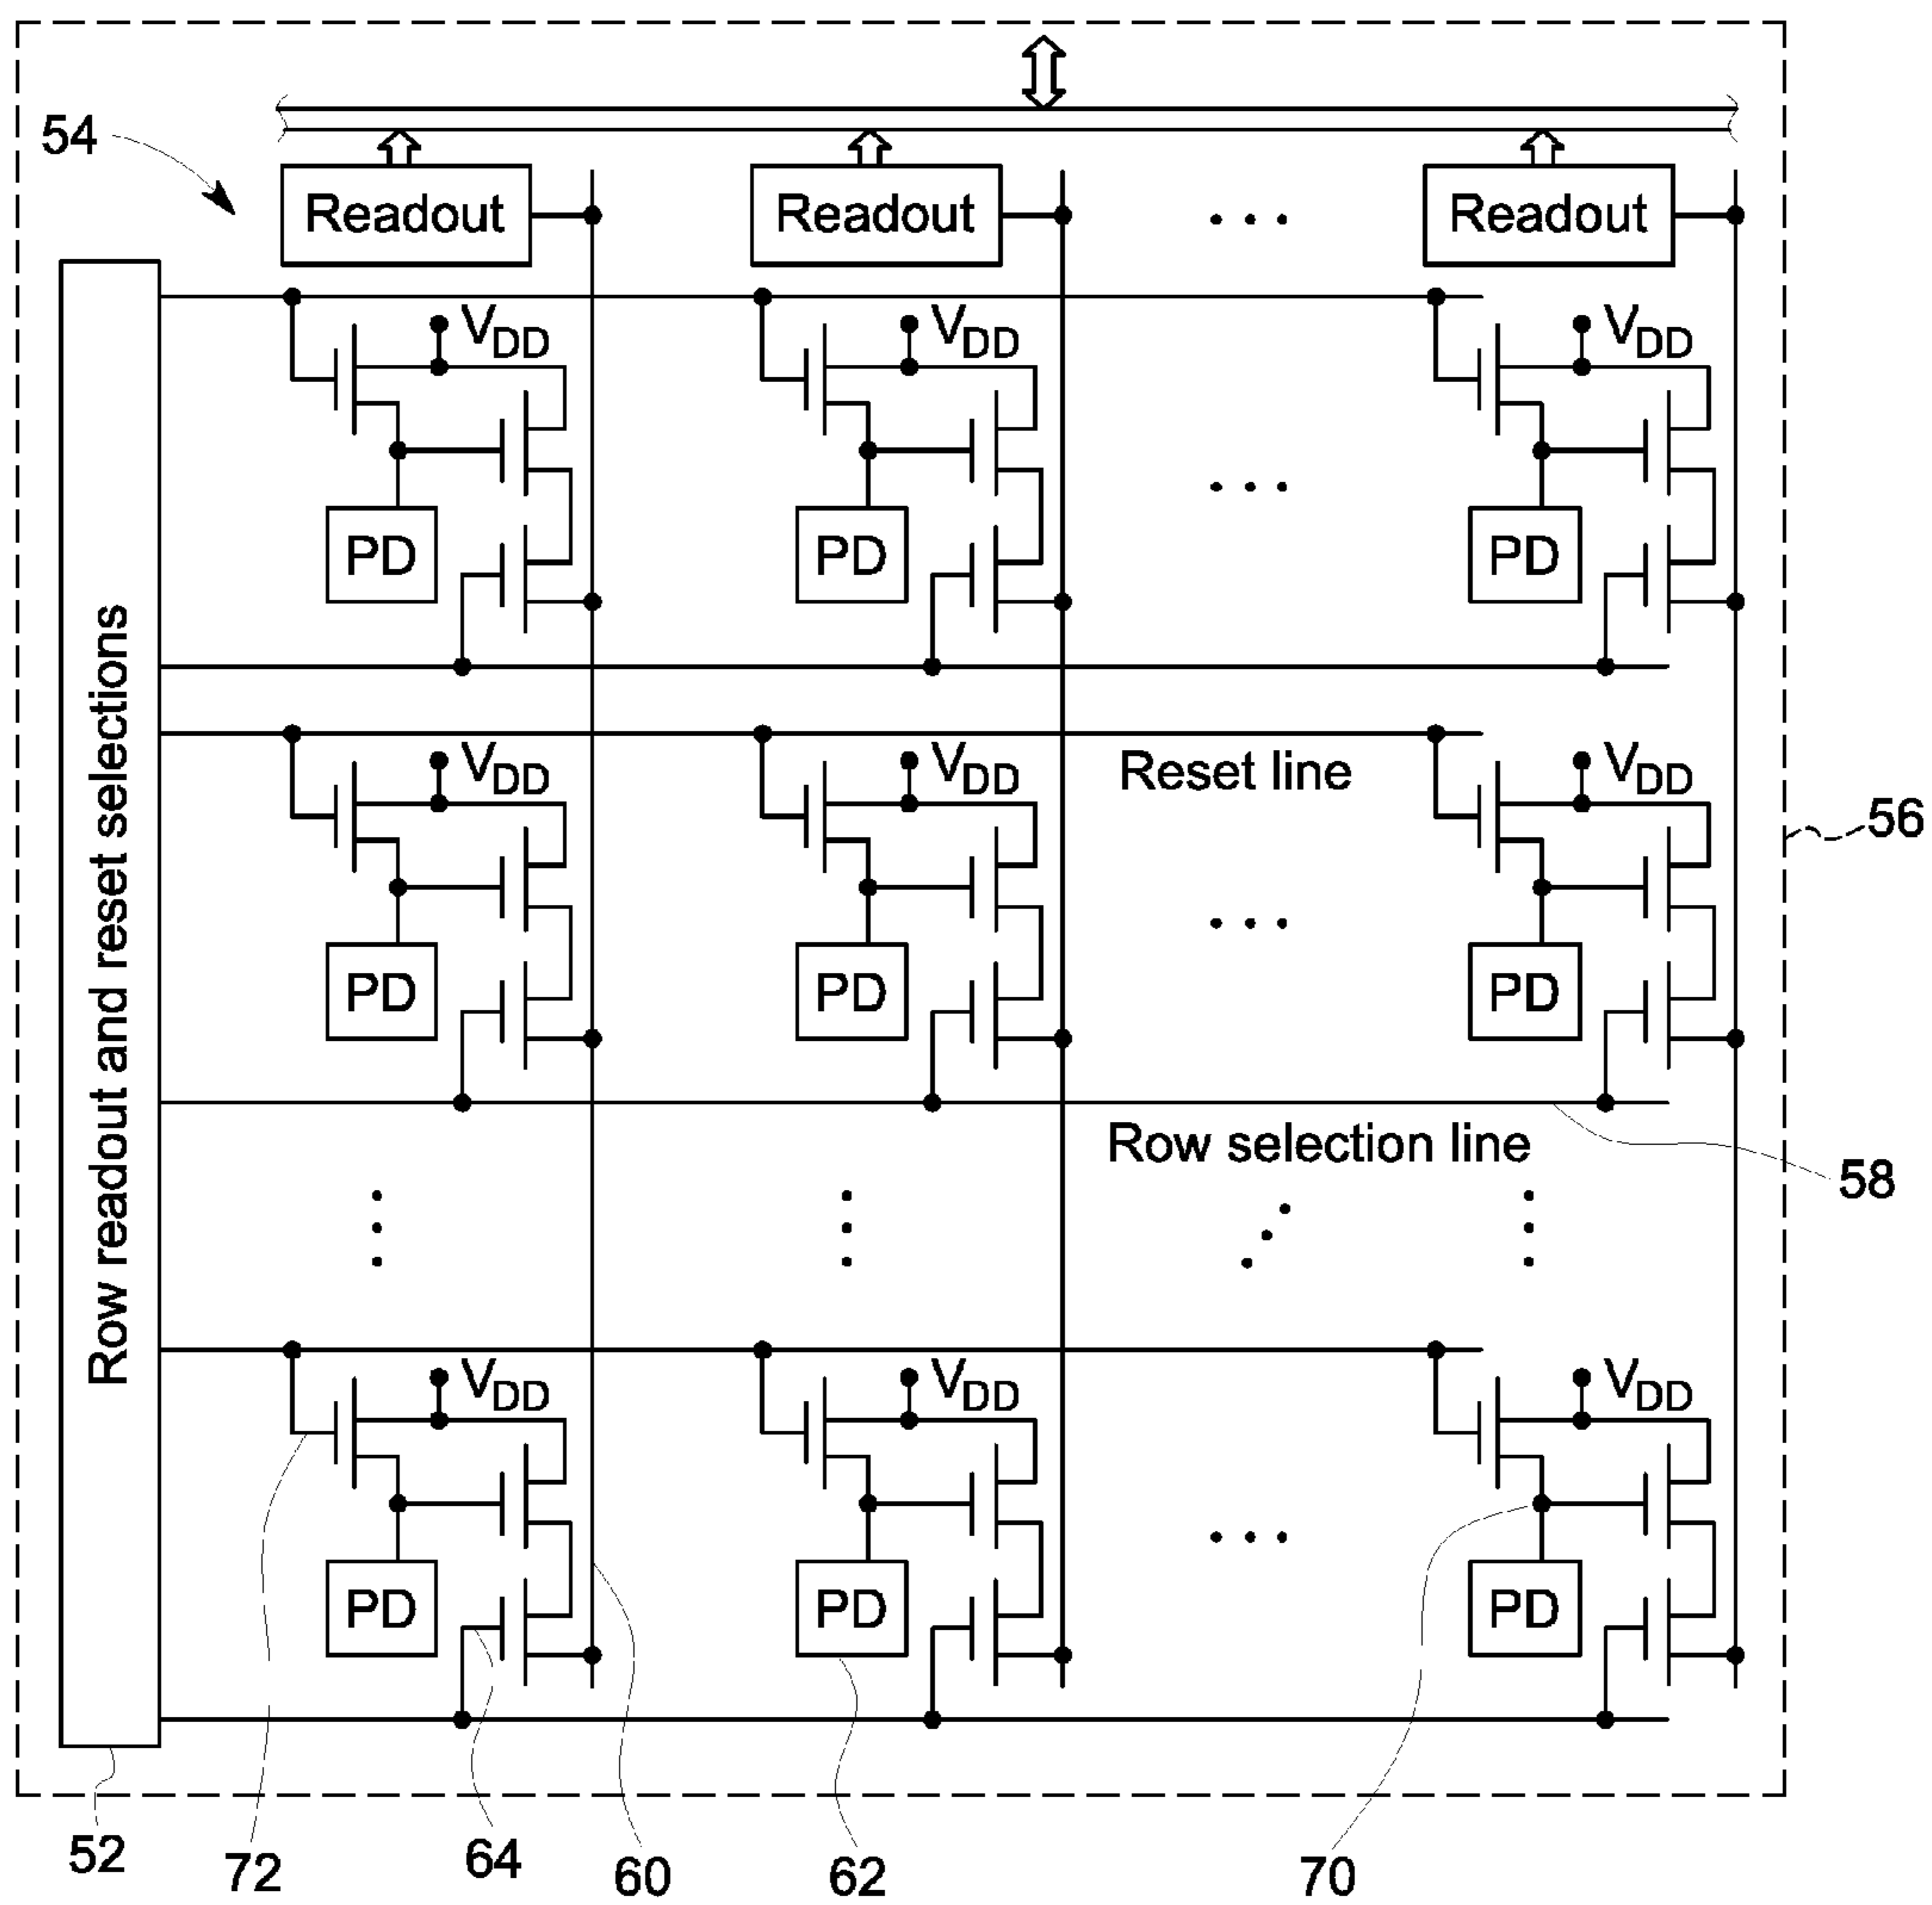 54
Readout Readout ... Readout
VDD VDD VDD
...
PD PD PD
Row readout and reset selections
Reset line
VDD VDD VDD
56
...
PD PD PD
Row selection line
58
VDD VDD VDD
...
PD PD PD
52
72
64
60
62
70